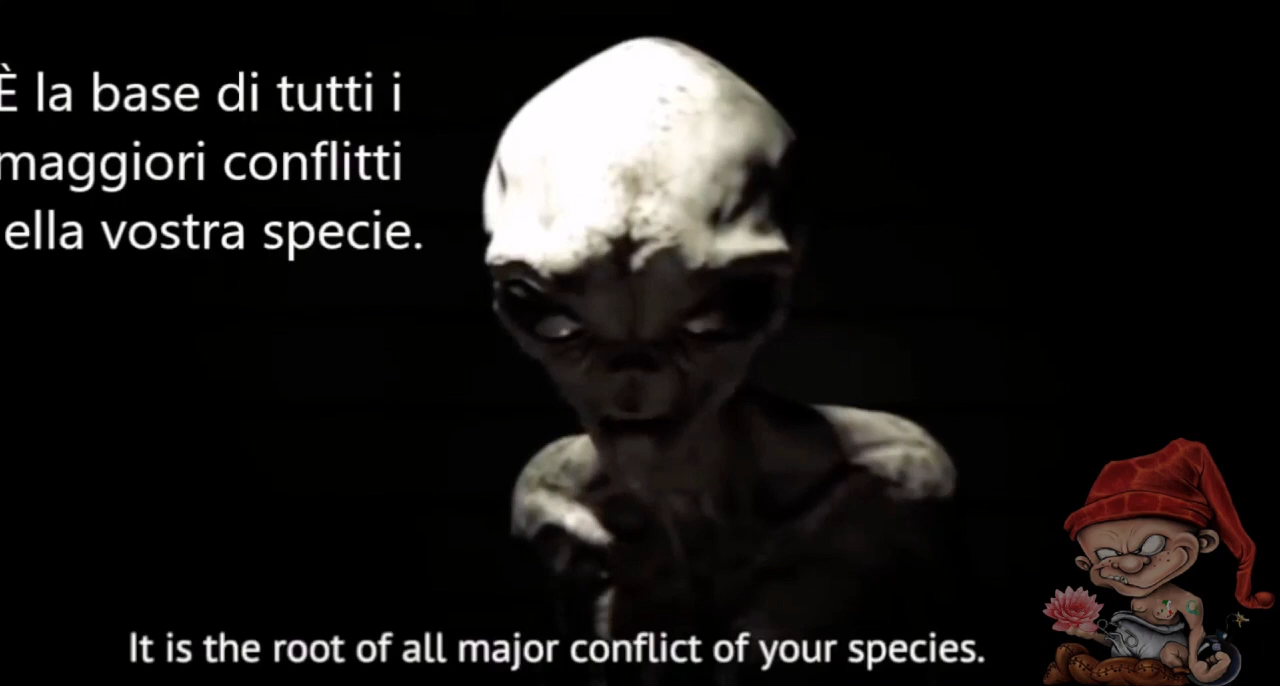 È la base di tutti i
maggiori conflitti
ella vostra specie.
It is the root of all major conflict of your species.